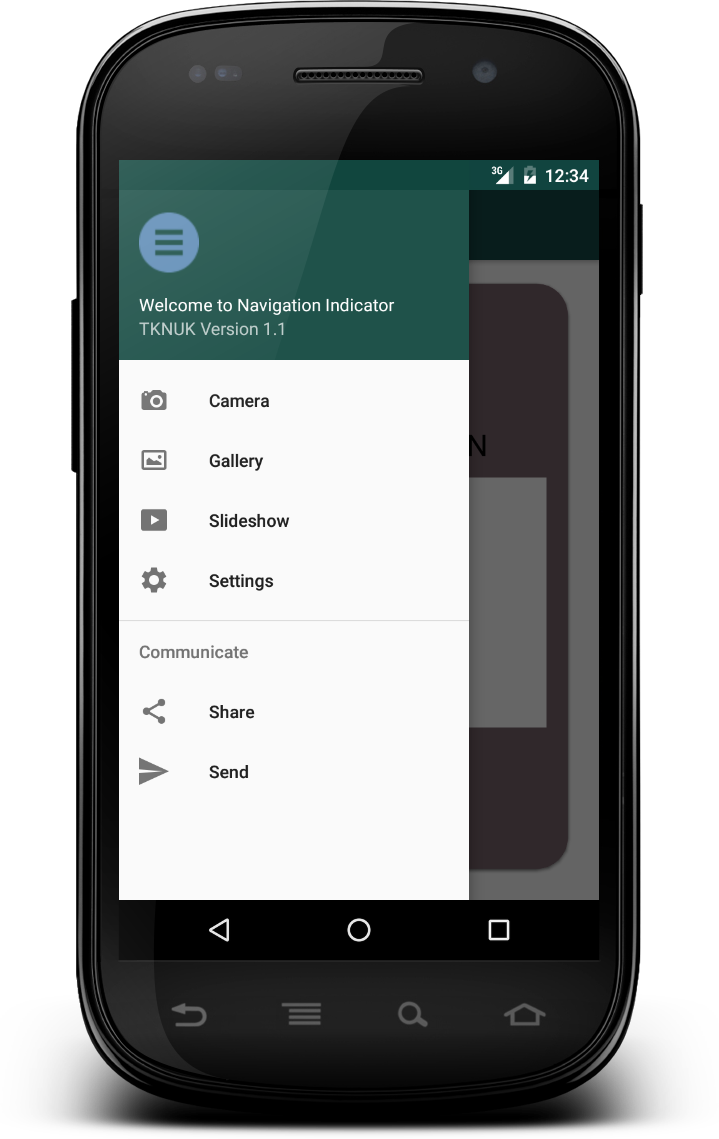 3G 12:34
Welcome to Navigation Indicator
TKNUK Version 1.1
Camera
N
Gallery
Slideshow
Settings
Communicate
Share
Send